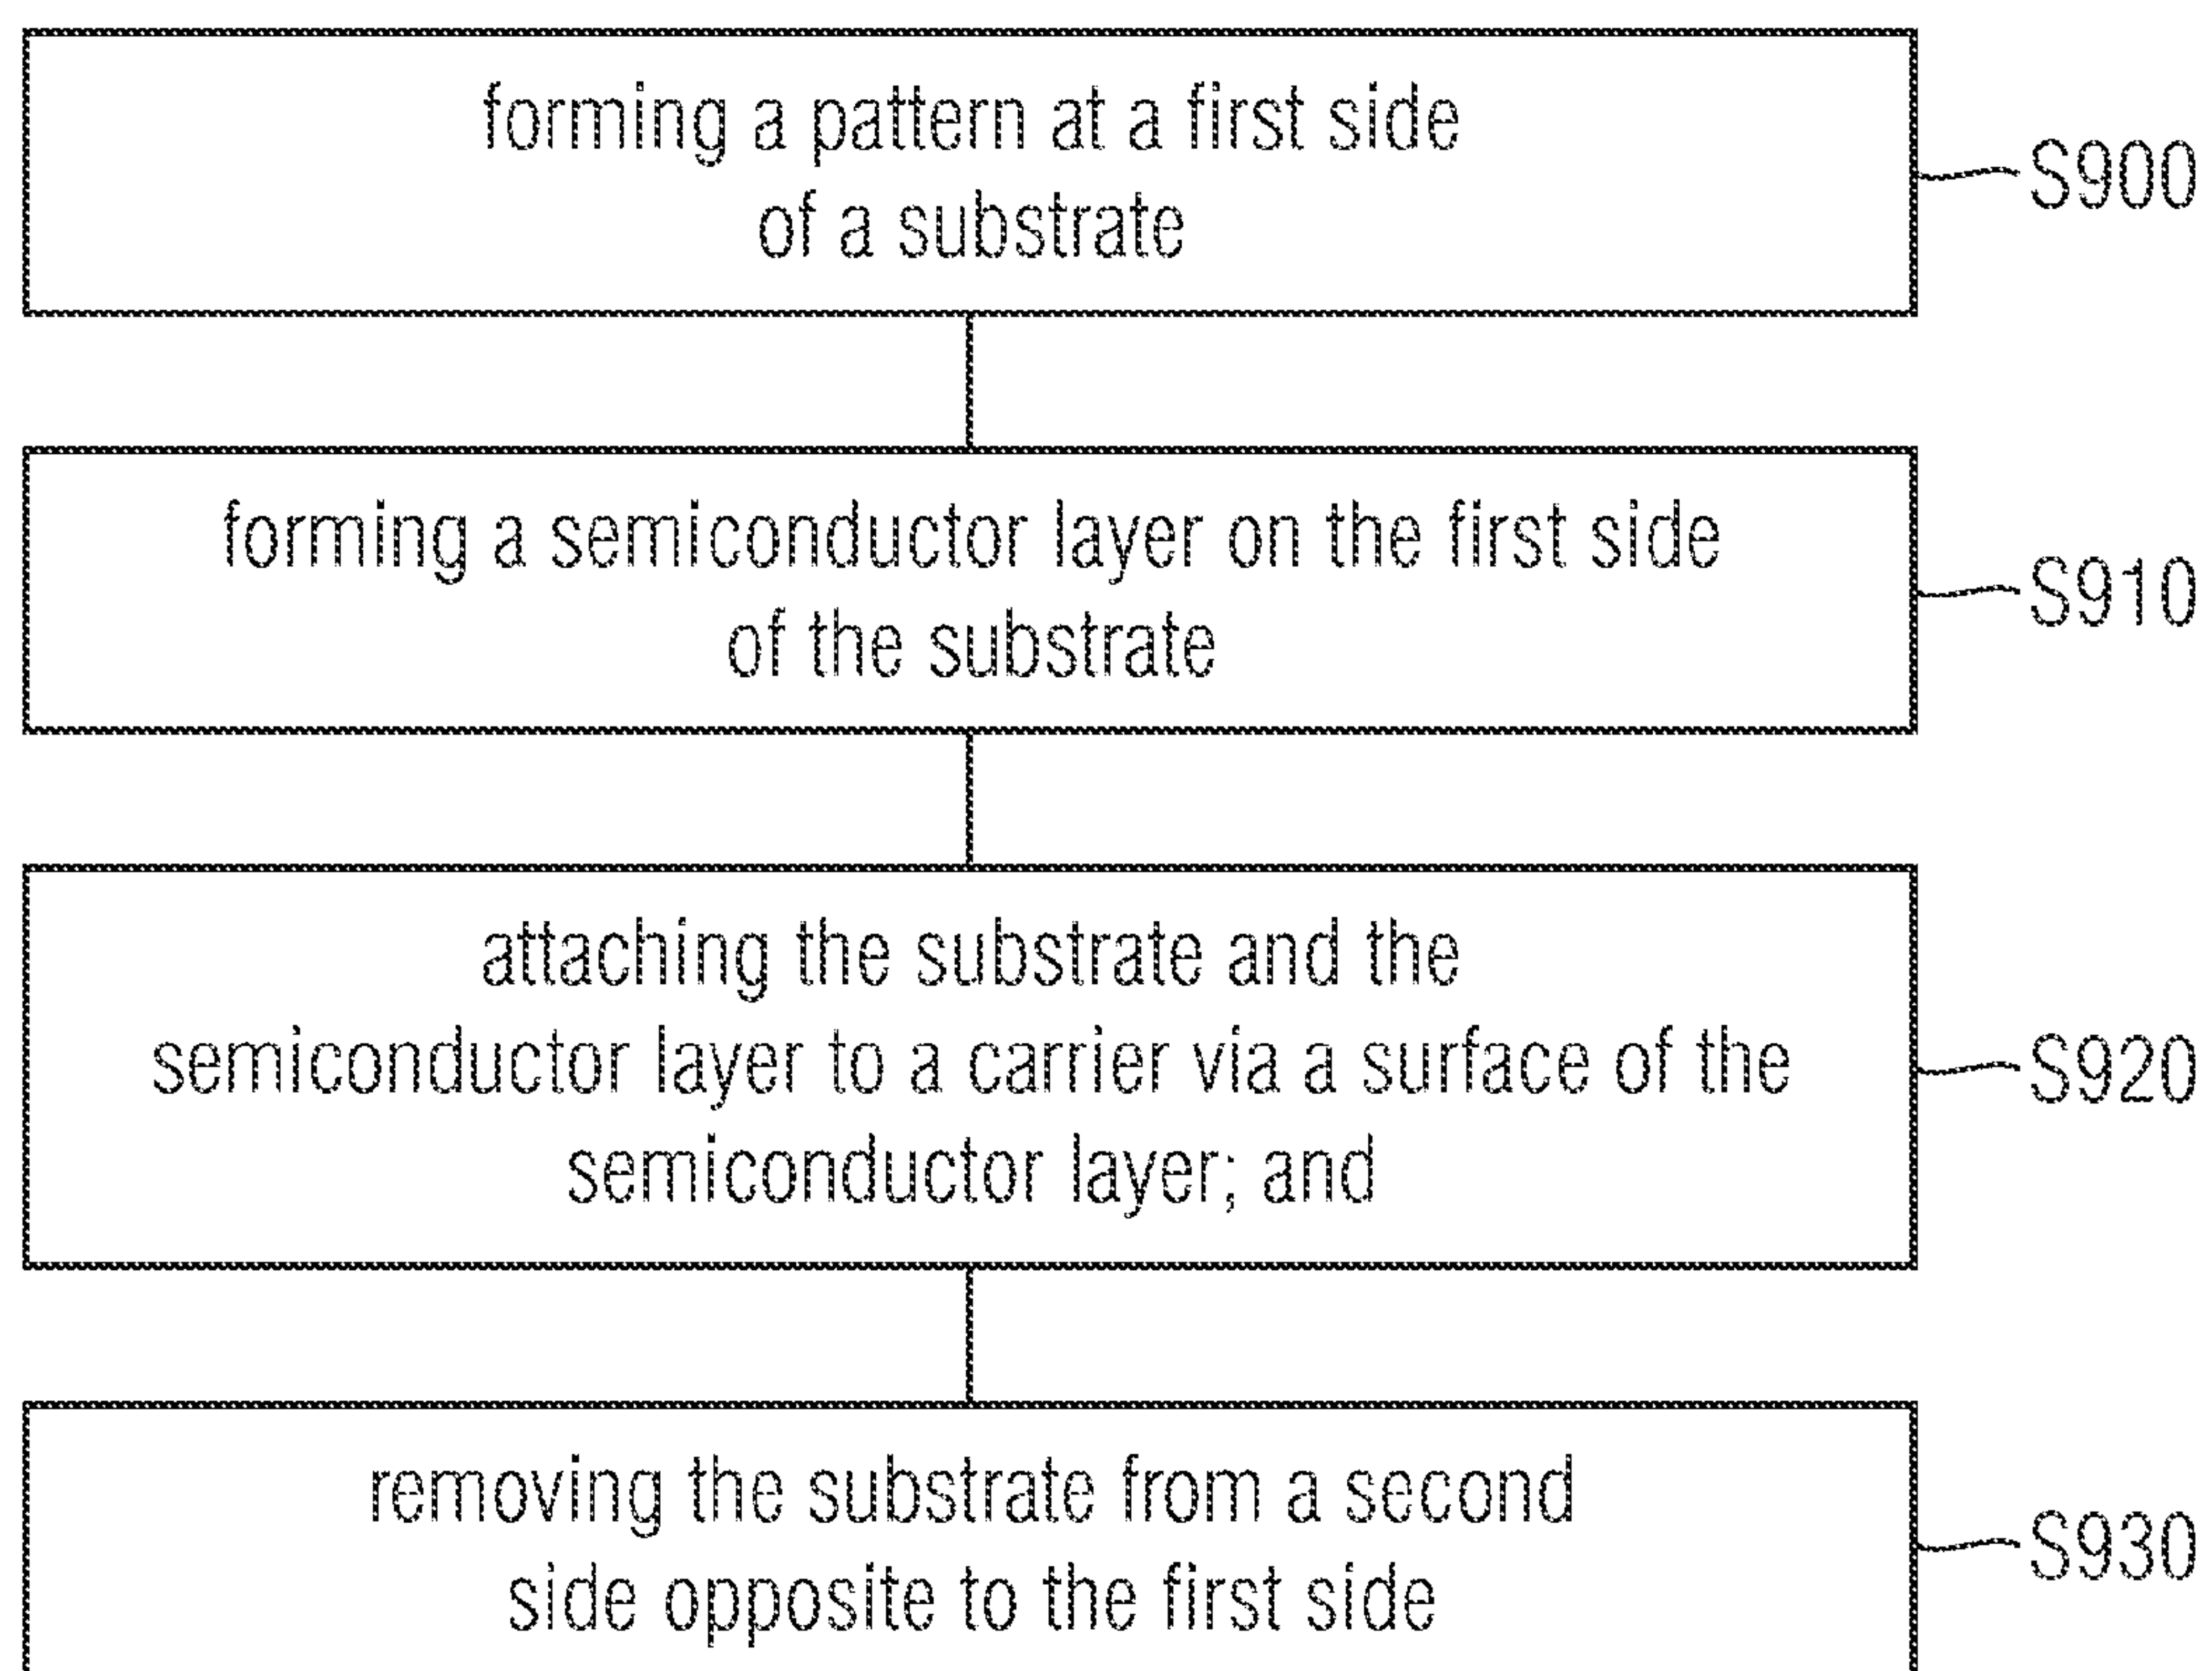 forming a pattern at a first side
of a substrate
S900
forming a semiconductor layer on the first side
of the substrate
S910
attaching the substrate and the
semiconductor layer to a carrier via a surface of the
semiconductor layer; and
S920
removing the substrate from a second
side opposite to the first side
S930